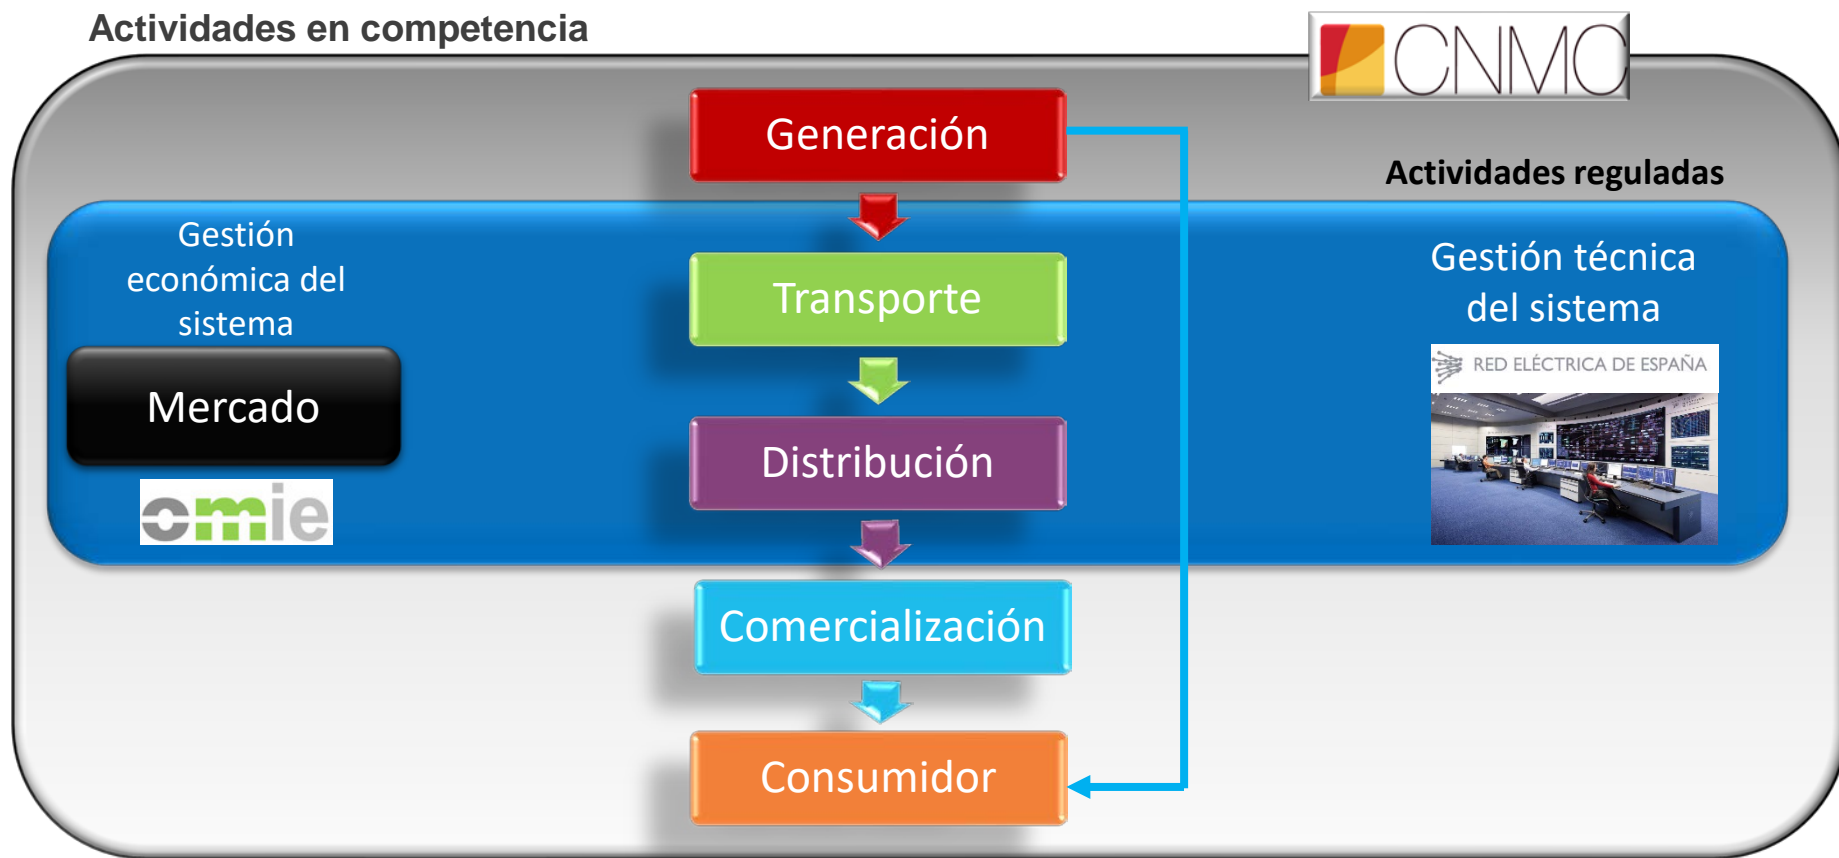 Actividades en competencia
CNMC
Generación
Actividades reguladas
Gestión
económica del
sistema
Gestión técnica
del sistema
Transporte
RED ELÉCTRICA DE ESPAÑA
Mercado
Distribución
omie
Comercialización
Consumidor